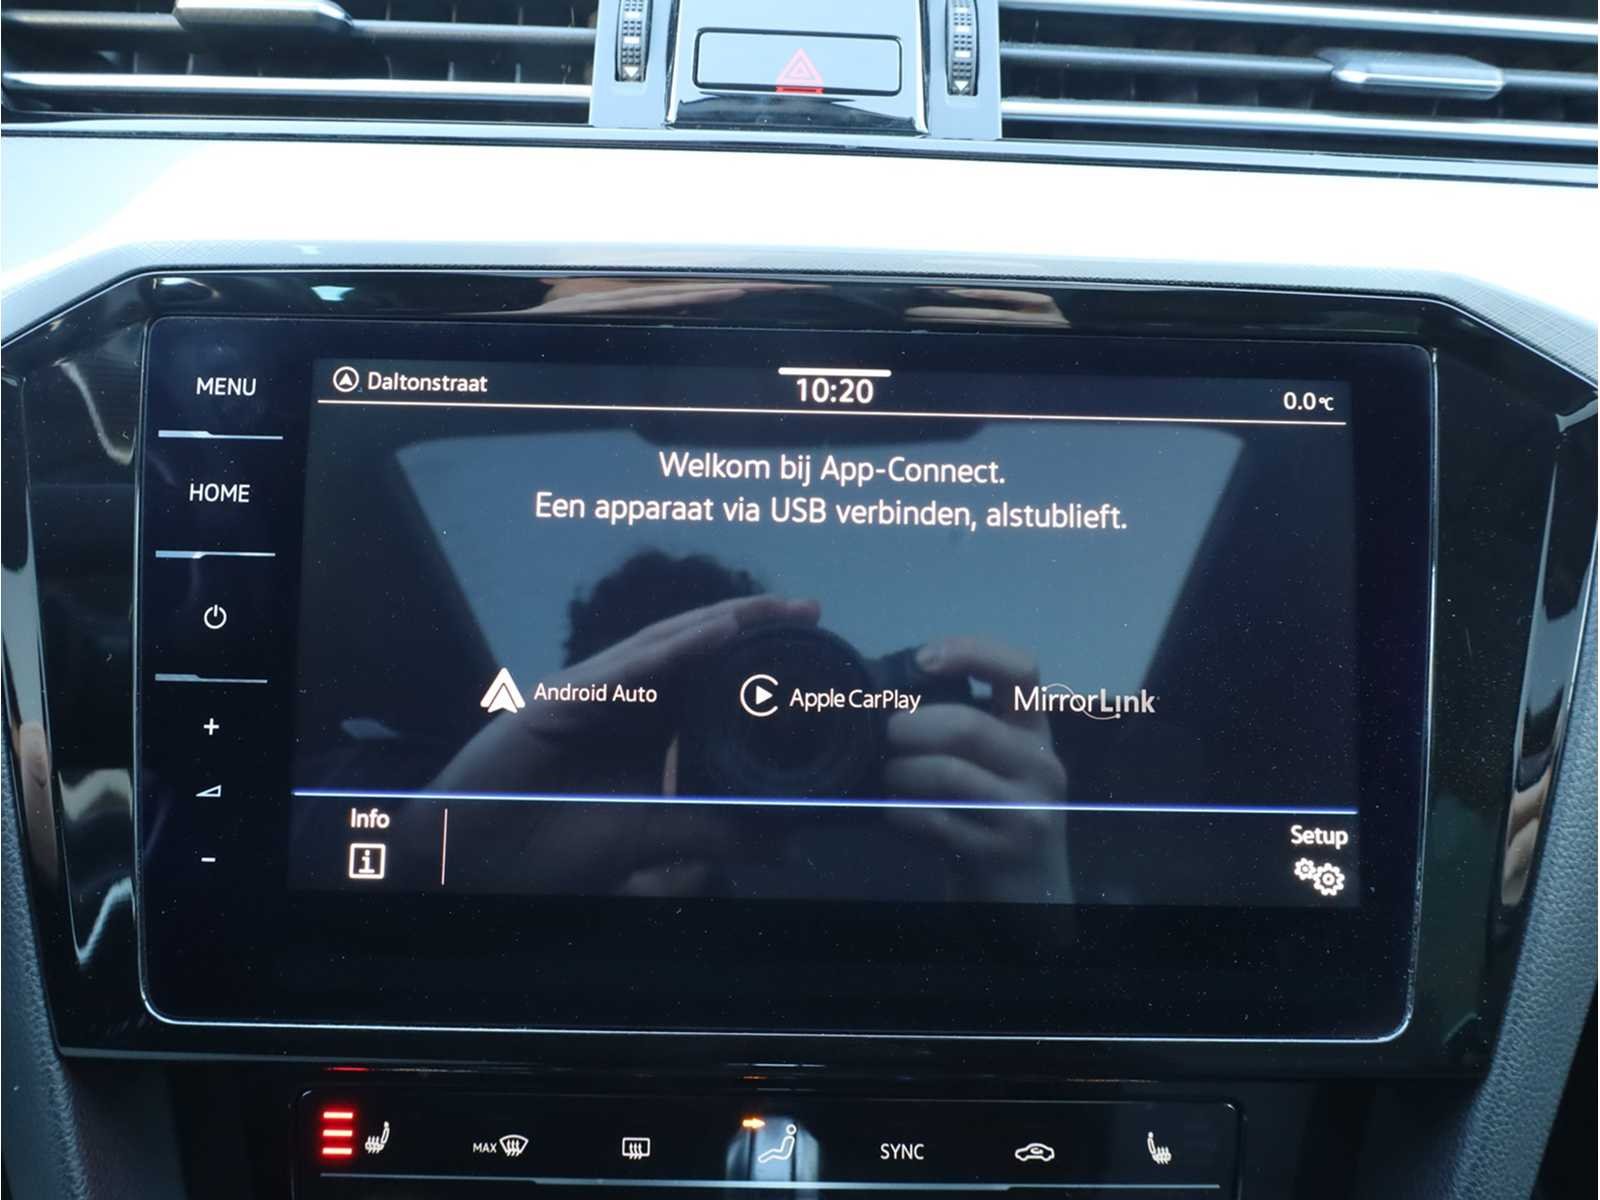 MENU
Daltonstraat
10:20
0.0°C
HOME
Welkom bij App-Connect.
Een apparaat via USB verbinden, alstublieft.
Android Auto
Apple CarPlay
MirrorLink
+
-
Info
i
Setup
MAX
SYNC